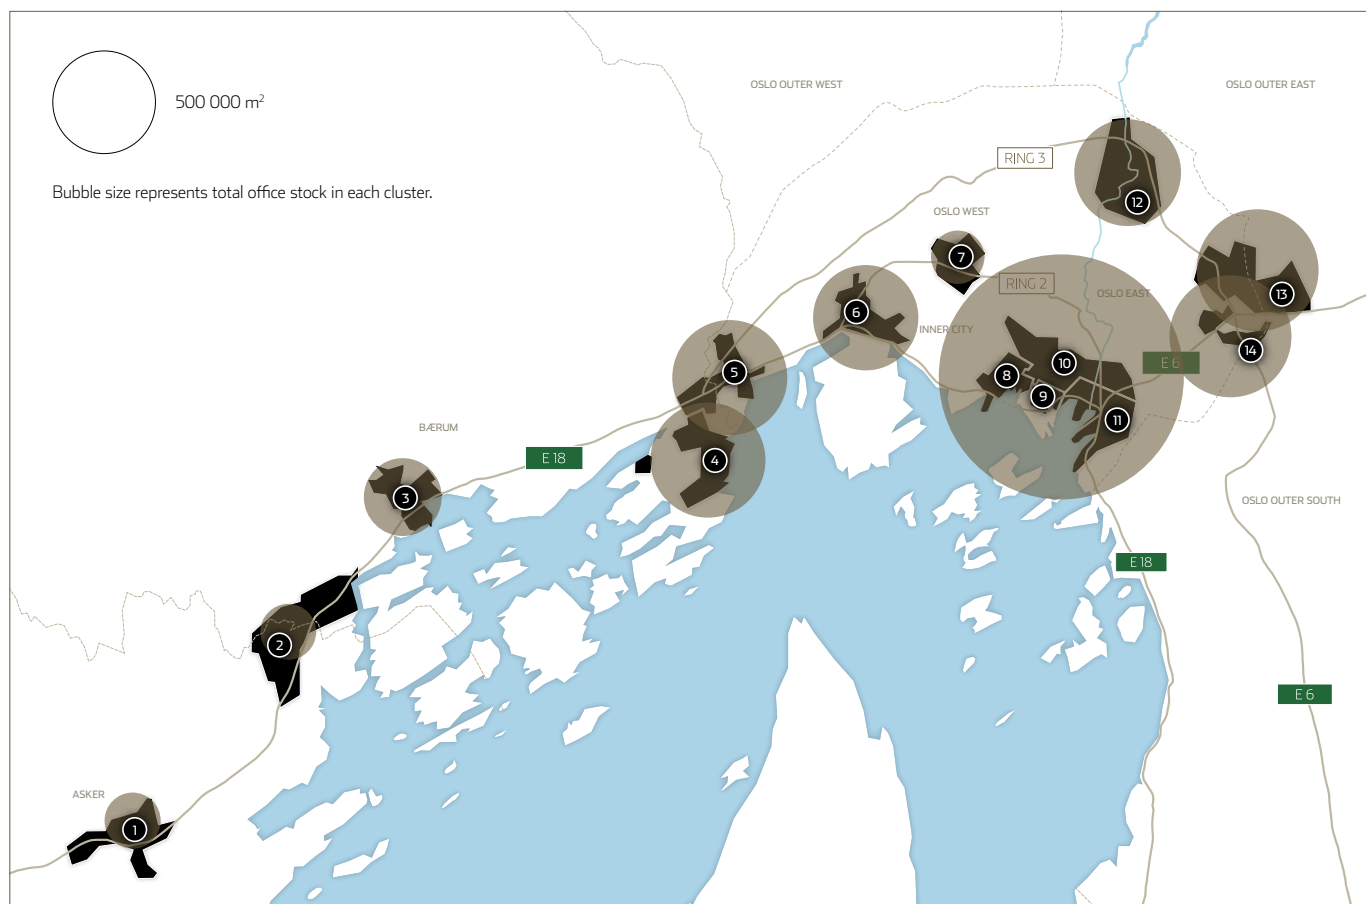 500 000 m²
Bubble size represents total office stock in each cluster.
OSLO OUTER WEST
OSLO OUTER EAST
RING 3
12
OSLO WEST
7
RING 2
OSLO EAST
13
6
INNER CITY
14
E 6
10
8
9
5
11
BÆRUM
E 18
4
3
OSLO OUTER SOUTH
E 18
2
E 6
ASKER
1